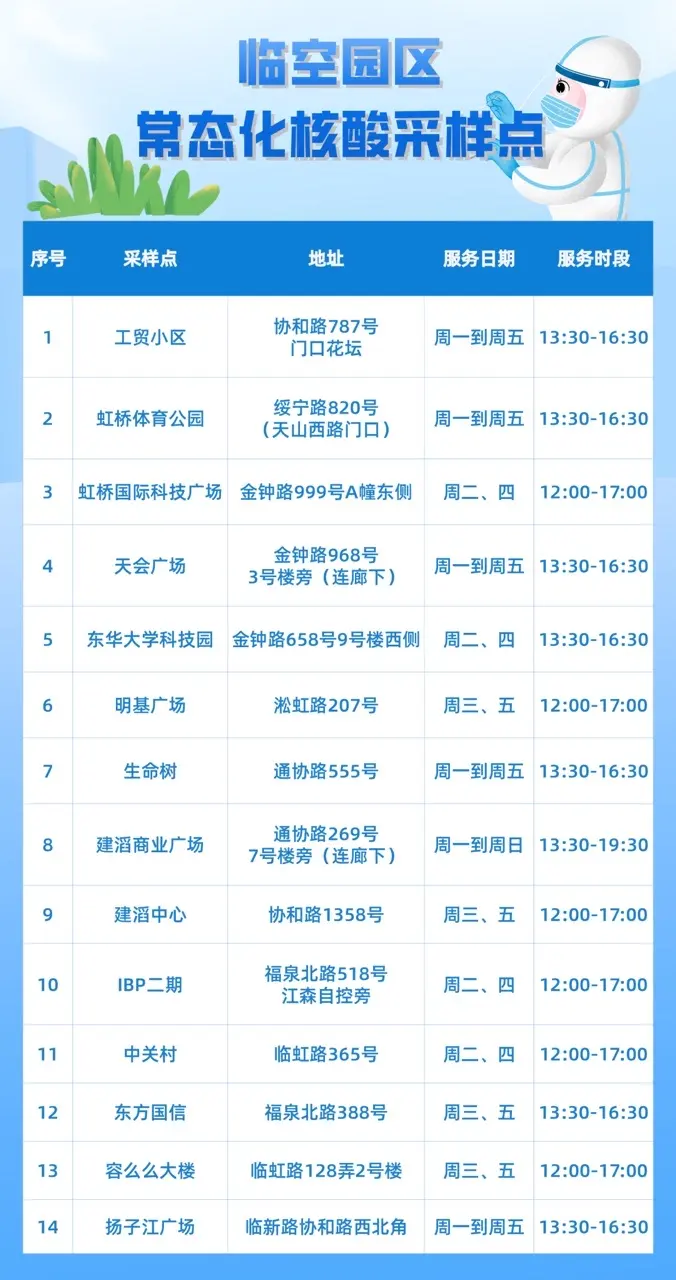 临空园区
常态化核酸采样点
序号 采样点 地址 服务日期 服务时段
1 工贸小区 协和路787号 周一到周五 13:30-16:30
门口花坛
2 虹桥体育公园 绥宁路820号 周一到周五 13:30-16:30
（天山西路门口）
3 虹桥国际科技广场 金钟路999号A幢东侧 周二、四 12:00-17:00
4 天会广场 金钟路968号 周一到周五 13:30-16:30
3号楼旁（连廊下）
5 东华大学科技园 金钟路658号9号楼西侧 周二、四 13:30-16:30
6 明基广场 淞虹路207号 周三、五 12:00-17:00
7 生命树 通协路555号 周一到周五 13:30-16:30
8 建滔商业广场 通协路269号 周一到周日 13:30-19:30
7号楼旁（连廊下）
9 建滔中心 协和路1358号 周三、五 12:00-17:00
10 IBP二期 福泉北路518号 周二、四 12:00-17:00
江森自控旁
11 中关村 临虹路365号 周二、四 12:00-17:00
12 东方国信 福泉北路388号 周三、五 13:30-16:30
13 容么么大楼 临虹路128弄2号楼 周三、五 12:00-17:00
14 扬子江广场 临新路协和路西北角 周一到周五 13:30-16:30